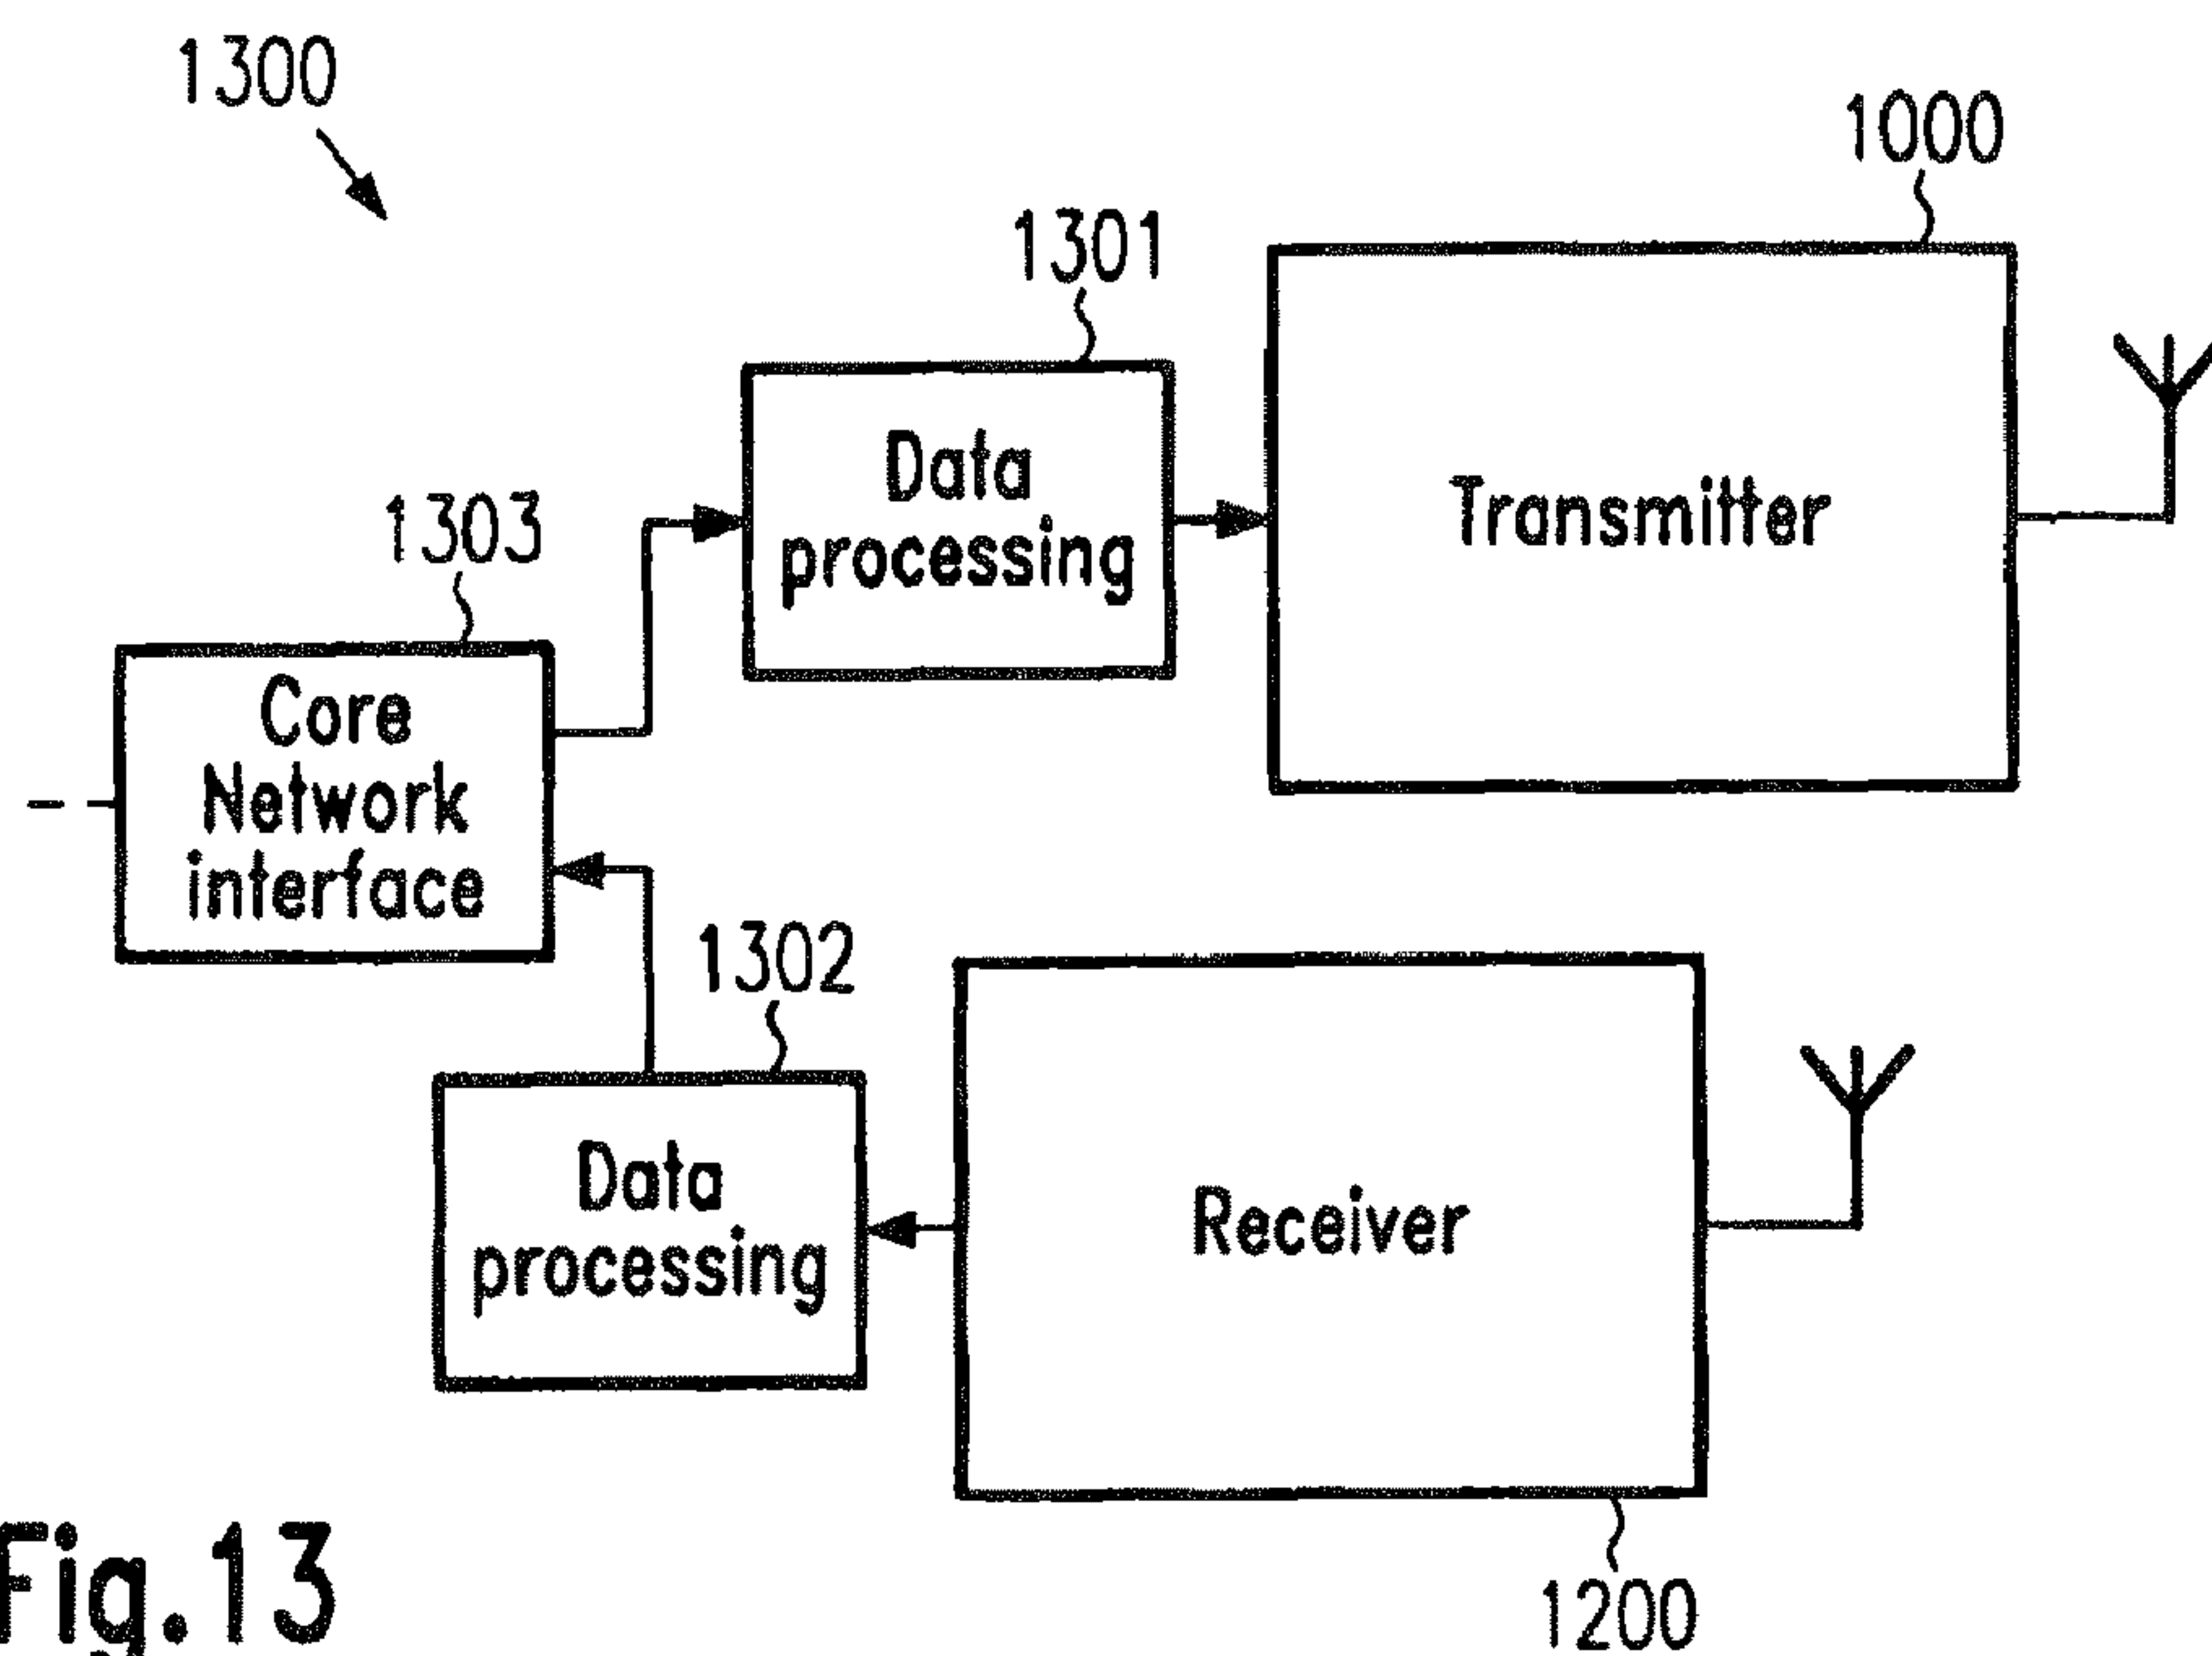 1300
1000
1301
Data
processing
Transmitter
1303
Core
Network
interface
1302
Data
processing
Receiver
1200
Fig.13